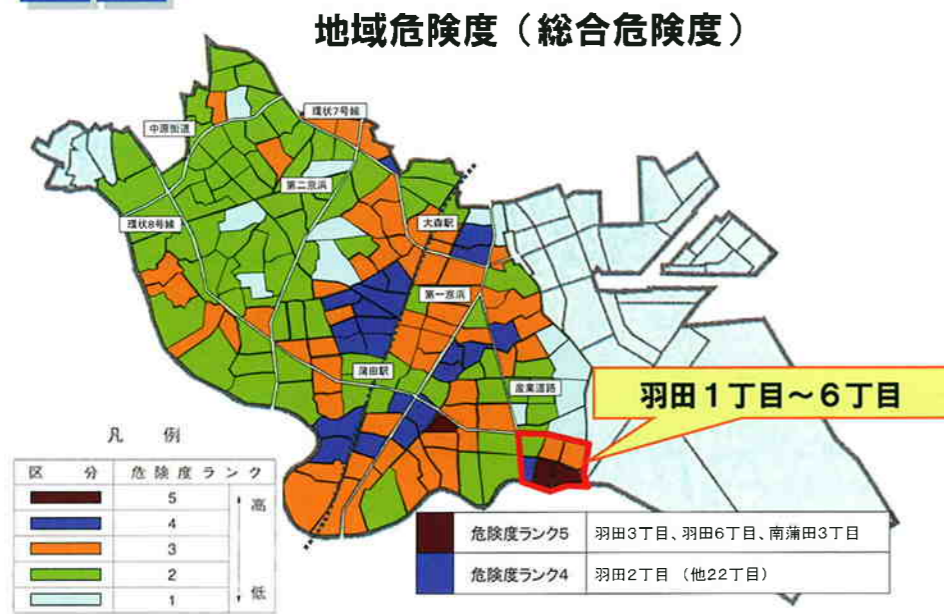 地域危険度（総合危険度）
環状7号線
中原街道
第二京浜
環状8号線
大森駅
第一京浜
蒲田駅
産業道路
羽田1丁目～6丁目
凡 例
区 分 危険度ランク
5 高
4
3
2
1 低
危険度ランク5 羽田3丁目、羽田6丁目、南蒲田3丁目
危険度ランク4 羽田2丁目 （他22丁目）